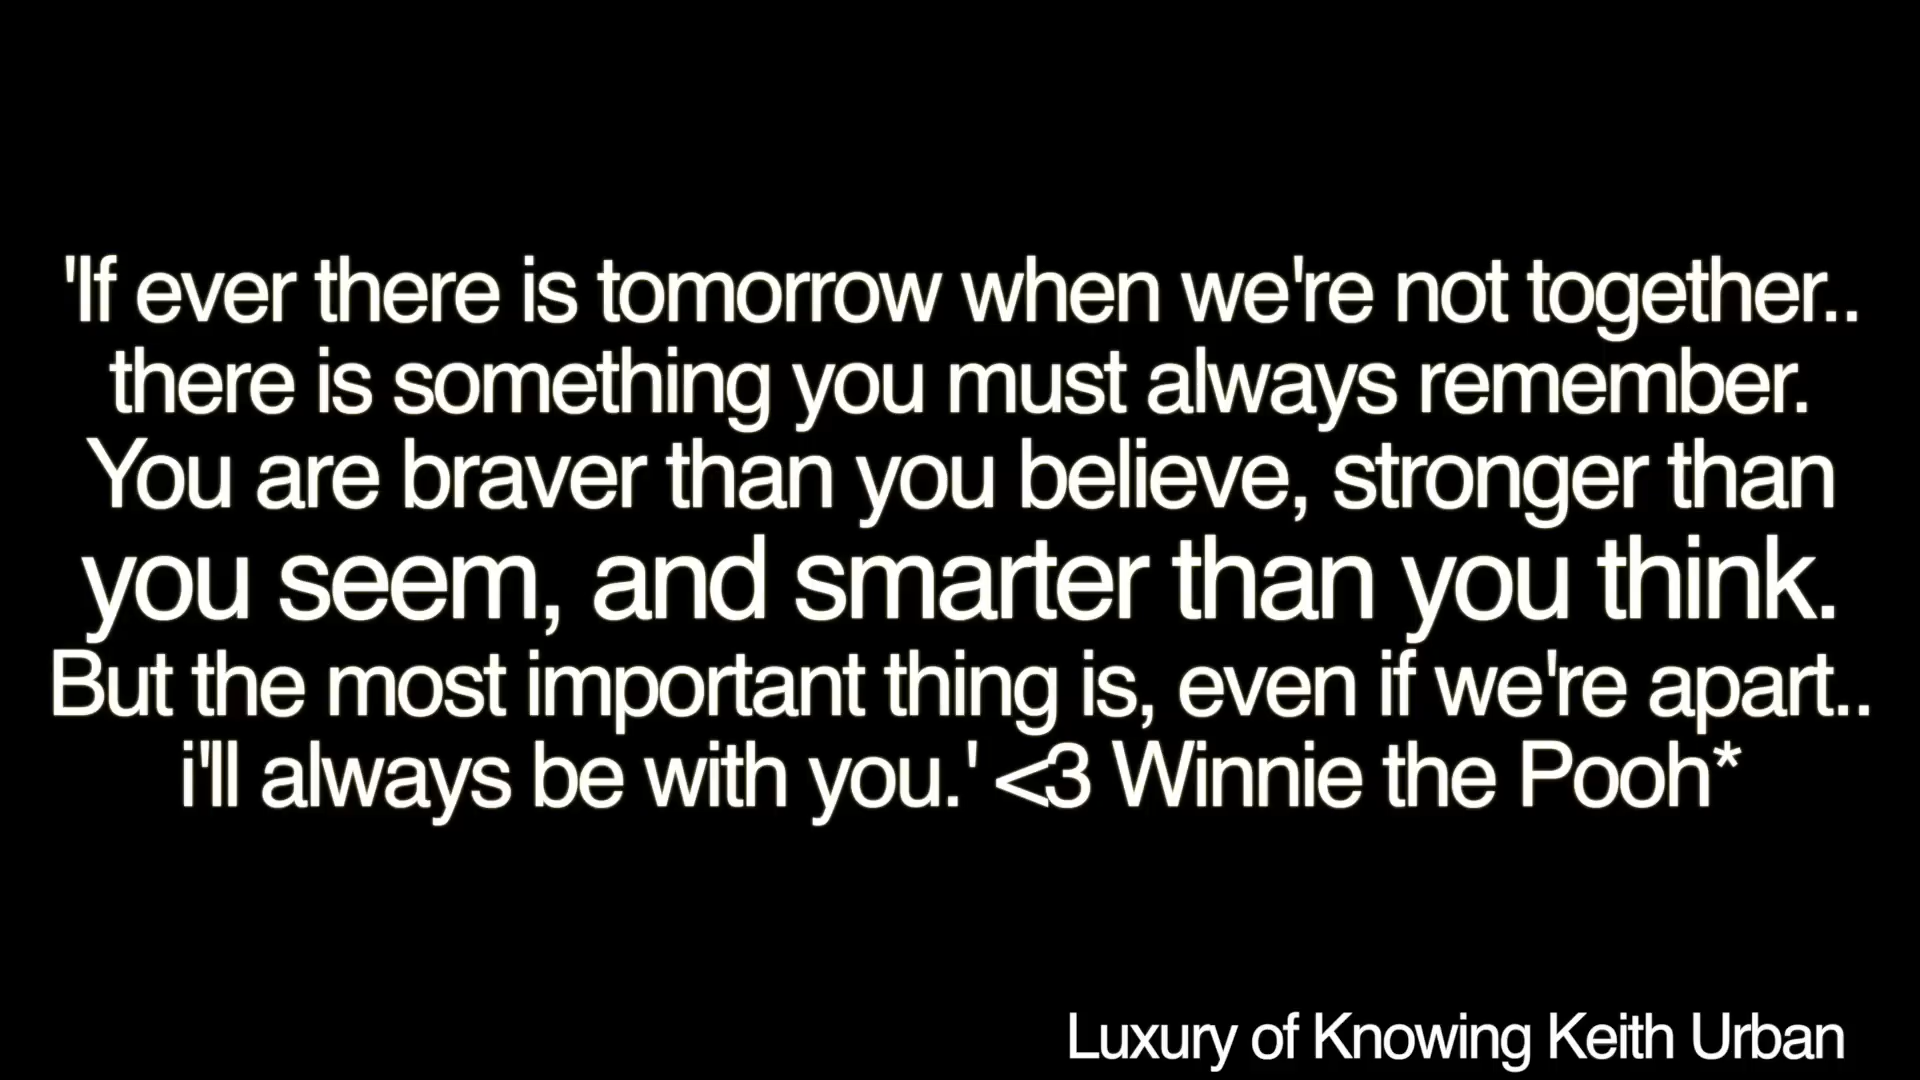 'If ever there is tomorrow when we're not together..
there is something you must always remember.
You are braver than you believe, stronger than
you seem, and smarter than you think.
But the most important thing is, even if we're apart..
i'll always be with you.' <3 Winnie the Pooh*
Luxury of Knowing Keith Urban